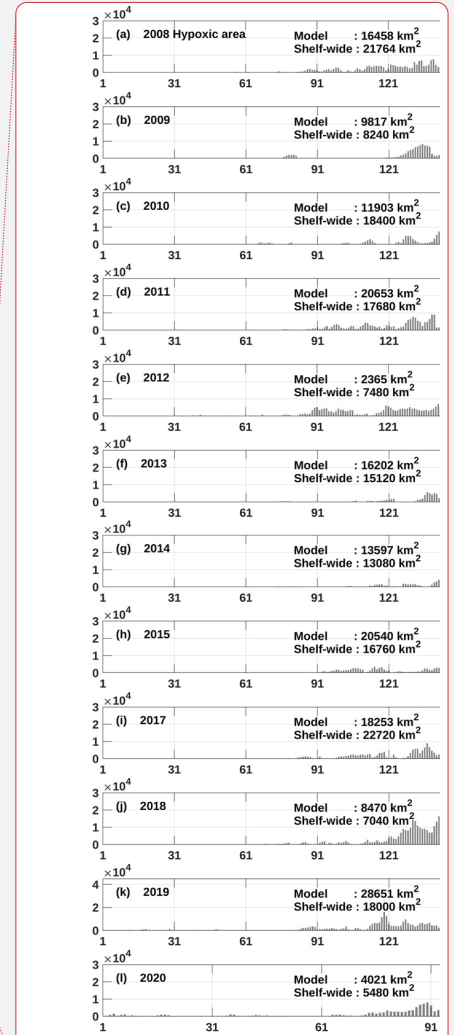 ×10⁴
3
(a) 2008 Hypoxic area
Model : 16458 km²
2
Shelf-wide : 21764 km²
1
0
1 31 61 91 121
×10⁴
3
(b) 2009
Model : 9817 km²
2
Shelf-wide : 8240 km²
1
0
1 31 61 91 121
×10⁴
3
(c) 2010
Model : 11903 km²
2
Shelf-wide : 18400 km²
1
0
1 31 61 91 121
×10⁴
3
(d) 2011
Model : 20653 km²
2
Shelf-wide : 17680 km²
1
0
1 31 61 91 121
×10⁴
3
(e) 2012
Model : 2365 km²
2
Shelf-wide : 7480 km²
1
0
1 31 61 91 121
×10⁴
3
(f) 2013
Model : 16202 km²
2
Shelf-wide : 15120 km²
1
0
1 31 61 91 121
×10⁴
3
(g) 2014
Model : 13597 km²
2
Shelf-wide : 13080 km²
1
0
1 31 61 91 121
×10⁴
3
(h) 2015
Model : 20540 km²
2
Shelf-wide : 16760 km²
1
0
1 31 61 91 121
×10⁴
3
(i) 2017
Model : 18253 km²
2
Shelf-wide : 22720 km²
1
0
1 31 61 91 121
×10⁴
3
(j) 2018
Model : 8470 km²
2
Shelf-wide : 7040 km²
1
0
1 31 61 91 121
×10⁴
4
(k) 2019
Model : 28651 km²
Shelf-wide : 18000 km²
2
0
1 31 61 91 121
×10⁴
3
(l) 2020
Model : 4021 km²
2
Shelf-wide : 5480 km²
1
0
1 31 61 91